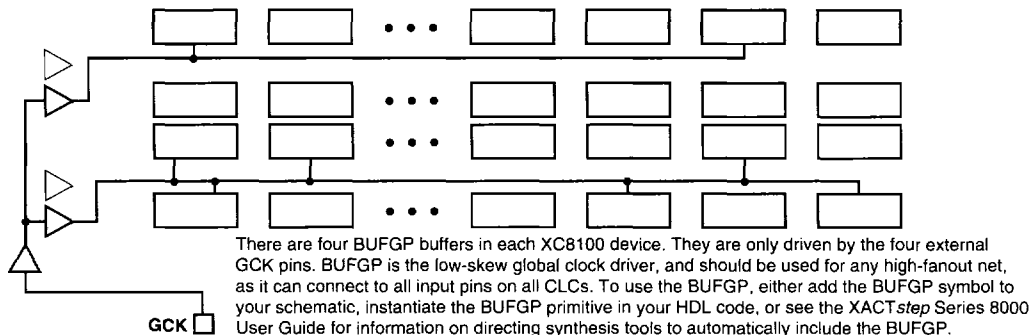 There are four BUFGP buffers in each XC8100 device. They are only driven by the four external
GCK pins. BUFGP is the low-skew global clock driver, and should be used for any high-fanout net,
as it can connect to all input pins on all CLCs. To use the BUFGP, either add the BUFGP symbol to
your schematic, instantiate the BUFGP primitive in your HDL code, or see the XACTstep Series 8000
User Guide for information on directing synthesis tools to automatically include the BUFGP.
GCK